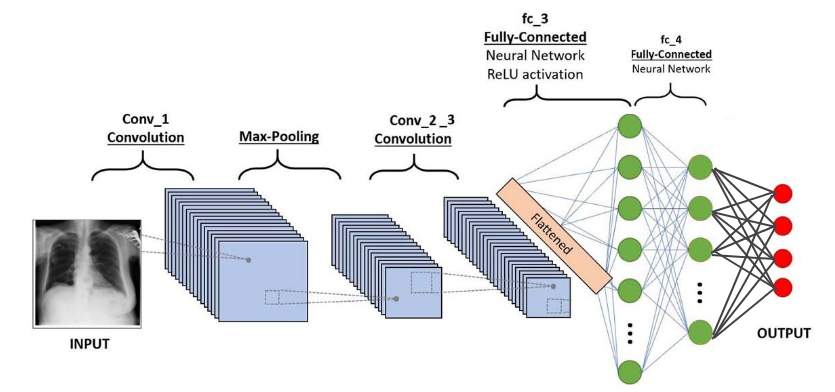 fc_3
Fully-Connected
Neural Network
ReLU activation
fc_4
Fully-Connected
Neural Network
Conv_1
Convolution
Max-Pooling
Conv_2 _3
Convolution
Flattened
INPUT
OUTPUT